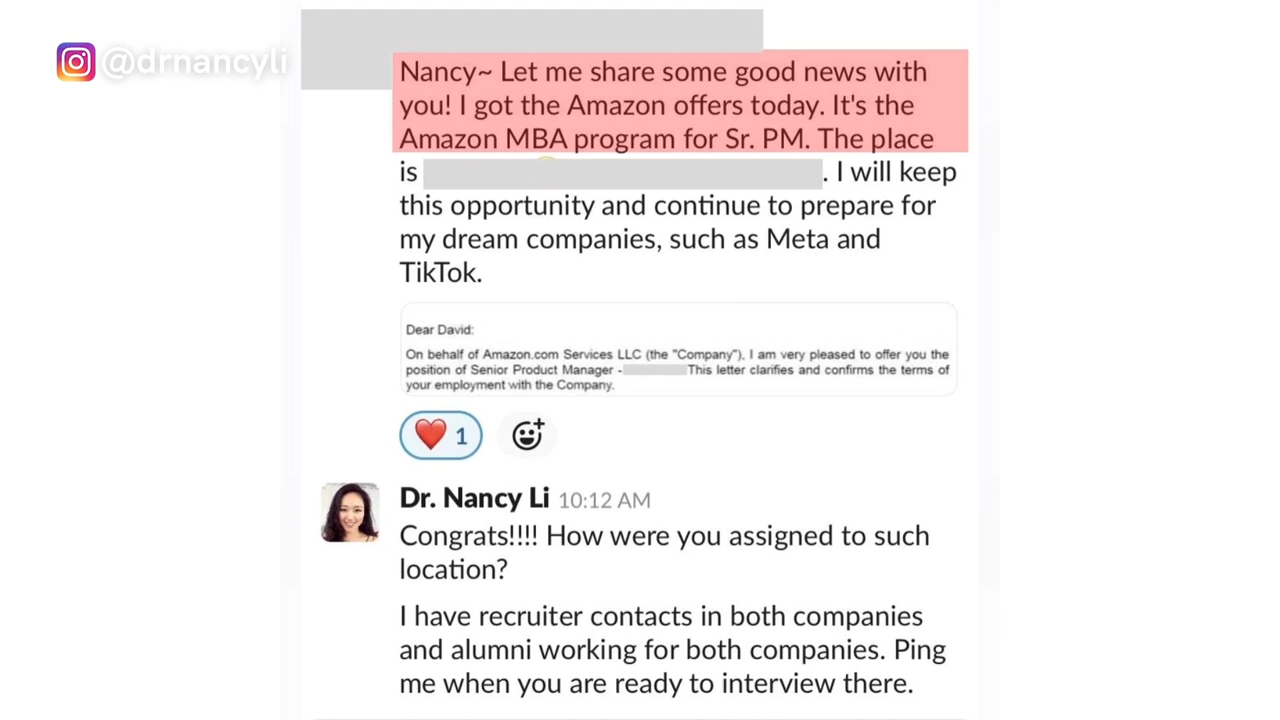 @drnancyli
Nancy~ Let me share some good news with
you! I got the Amazon offers today. It's the
Amazon MBA program for Sr. PM. The place
is . I will keep
this opportunity and continue to prepare for
my dream companies, such as Meta and
TikTok.
Dear David:
On behalf of Amazon.com Services LLC (the "Company"), I am very pleased to offer you the
position of Senior Product Manager - This letter clarifies and confirms the terms of
your employment with the Company.
1
Dr. Nancy Li 10:12 AM
Congrats!!!! How were you assigned to such
location?
I have recruiter contacts in both companies
and alumni working for both companies. Ping
me when you are ready to interview there.